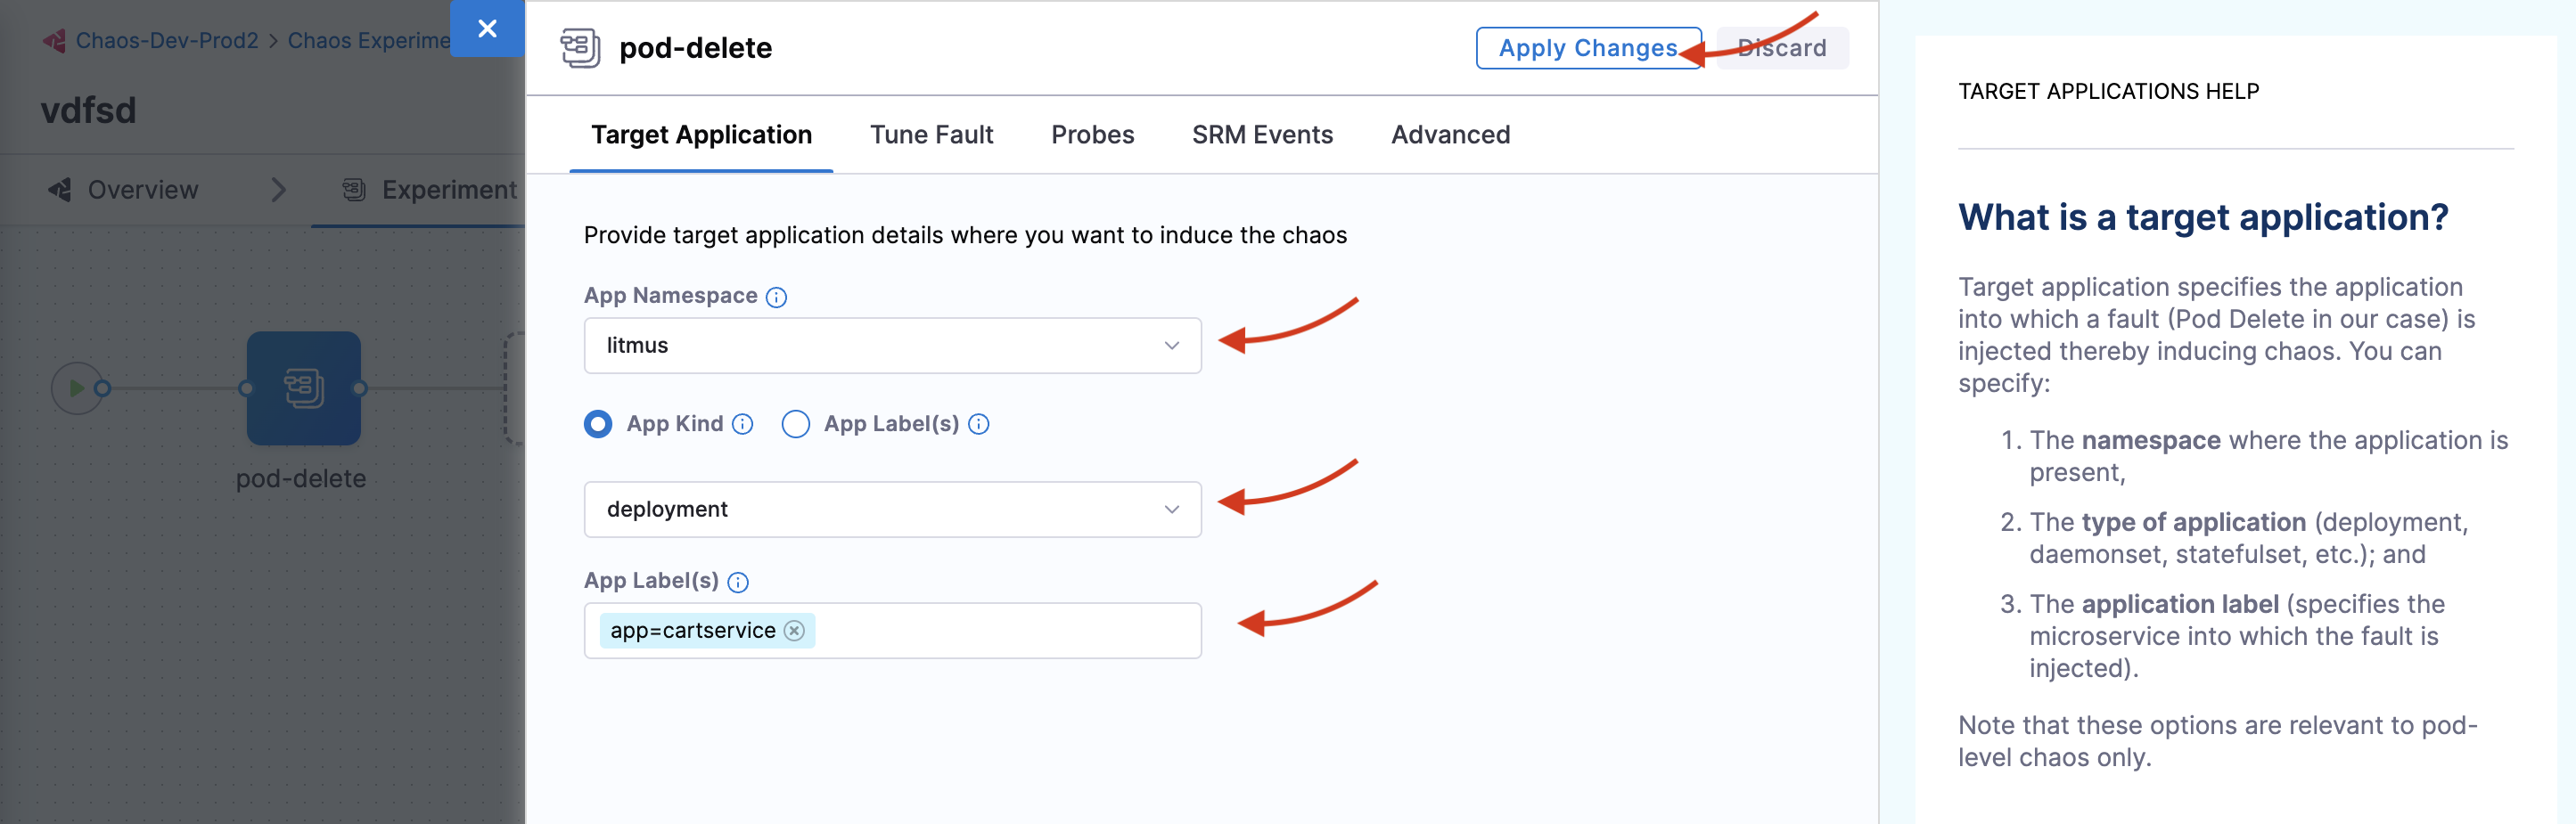 Chaos-Dev-Prod2 > Chaos Experime
vdfsd
Overview
Experiment
pod-delete
pod-delete
Apply Changes
Discard
Target Application
Tune Fault
Probes
SRM Events
Advanced
Provide target application details where you want to induce the chaos
App Namespace
litmus
App Kind
App Label(s)
deployment
App Label(s)
app=cartservice
TARGET APPLICATIONS HELP
What is a target application?
Target application specifies the application
into which a fault (Pod Delete in our case) is
injected thereby inducing chaos. You can
specify:
1. The namespace where the application is
present,
2. The type of application (deployment,
daemonset, statefulset, etc.); and
3. The application label (specifies the
microservice into which the fault is
injected).
Note that these options are relevant to pod-
level chaos only.